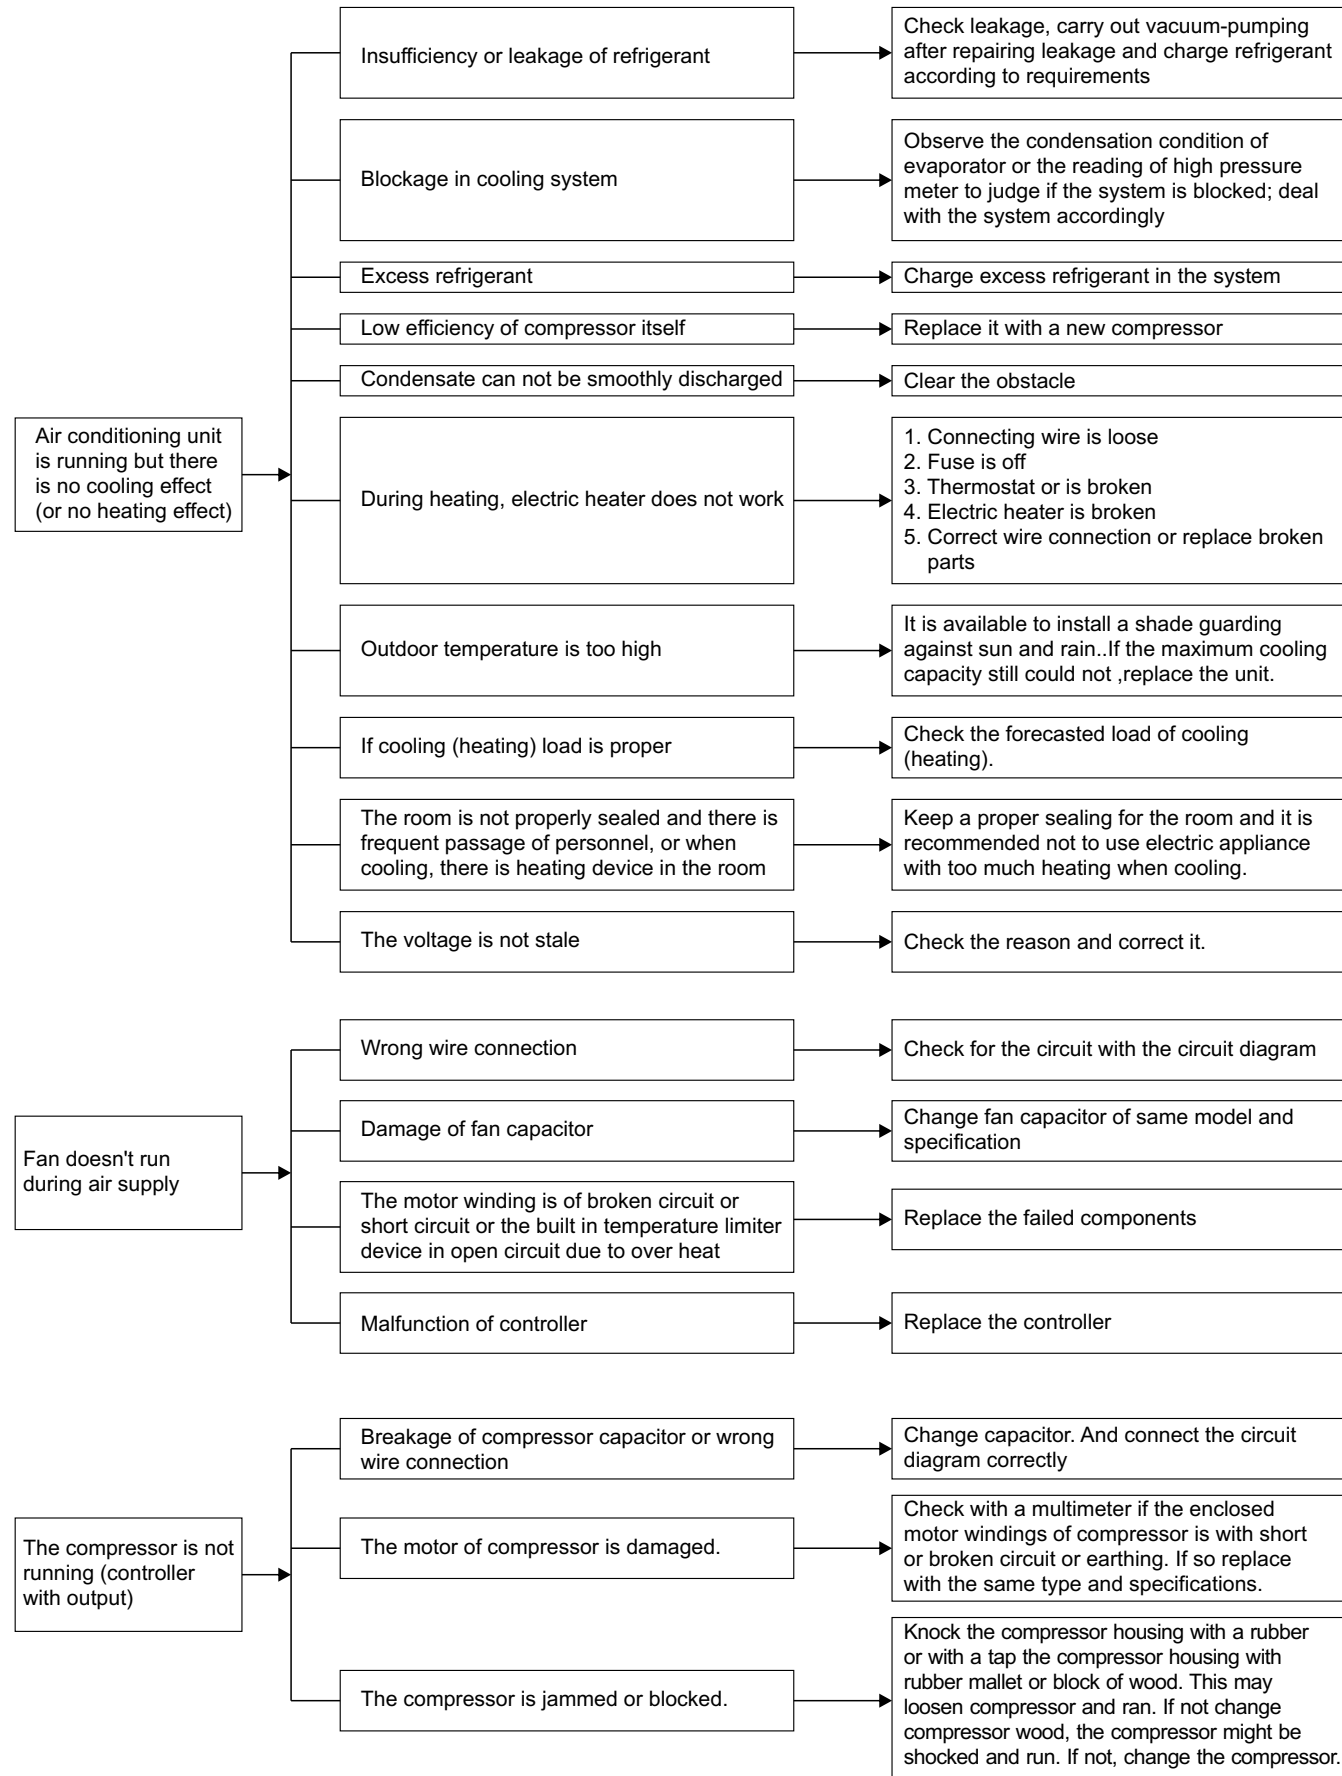 Insufficiency or leakage of refrigerant
Check leakage, carry out vacuum-pumping
after repairing leakage and charge refrigerant
according to requirements
Blockage in cooling system
Observe the condensation condition of
evaporator or the reading of high pressure
meter to judge if the system is blocked; deal
with the system accordingly
Excess refrigerant
Charge excess refrigerant in the system
Low efficiency of compressor itself
Replace it with a new compressor
Condensate can not be smoothly discharged
Clear the obstacle
Air conditioning unit
is running but there
is no cooling effect
(or no heating effect)
During heating, electric heater does not work
1. Connecting wire is loose
2. Fuse is off
3. Thermostat or is broken
4. Electric heater is broken
5. Correct wire connection or replace broken
parts
Outdoor temperature is too high
It is available to install a shade guarding
against sun and rain..If the maximum cooling
capacity still could not ,replace the unit.
If cooling (heating) load is proper
Check the forecasted load of cooling
(heating).
The room is not properly sealed and there is
frequent passage of personnel, or when
cooling, there is heating device in the room
Keep a proper sealing for the room and it is
recommended not to use electric appliance
with too much heating when cooling.
The voltage is not stale
Check the reason and correct it.
Fan doesn't run
during air supply
Wrong wire connection
Check for the circuit with the circuit diagram
Damage of fan capacitor
Change fan capacitor of same model and
specification
The motor winding is of broken circuit or
short circuit or the built in temperature limiter
device in open circuit due to over heat
Replace the failed components
Malfunction of controller
Replace the controller
The compressor is not
running (controller
with output)
Breakage of compressor capacitor or wrong
wire connection
Change capacitor. And connect the circuit
diagram correctly
The motor of compressor is damaged.
Check with a multimeter if the enclosed
motor windings of compressor is with short
or broken circuit or earthing. If so replace
with the same type and specifications.
The compressor is jammed or blocked.
Knock the compressor housing with a rubber
or with a tap the compressor housing with
rubber mallet or block of wood. This may
loosen compressor and ran. If not change
compressor wood, the compressor might be
shocked and run. If not, change the compressor.